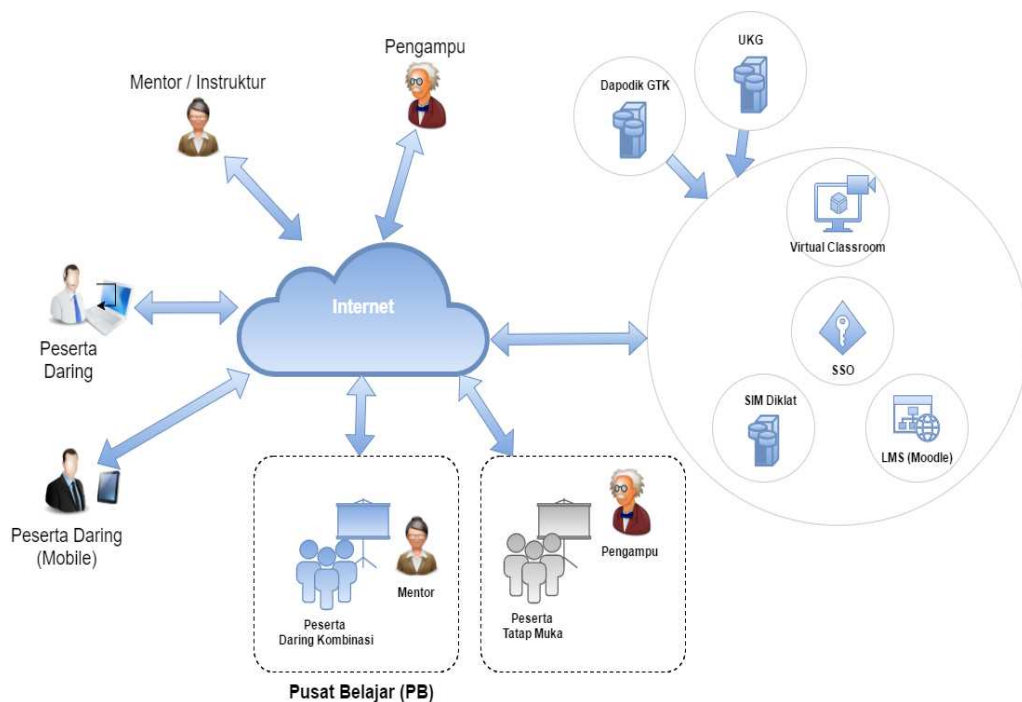 Pengampu
Mentor / Instruktur
UKG
Dapodik GTK
Virtual Classroom
Internet
SSO
Peserta
Daring
SIM Diklat
LMS (Moodle)
Peserta Daring
(Mobile)
Pengampu
Mentor
Peserta
Daring Kombinasi
Peserta
Tatap Muka
Pusat Belajar (PB)